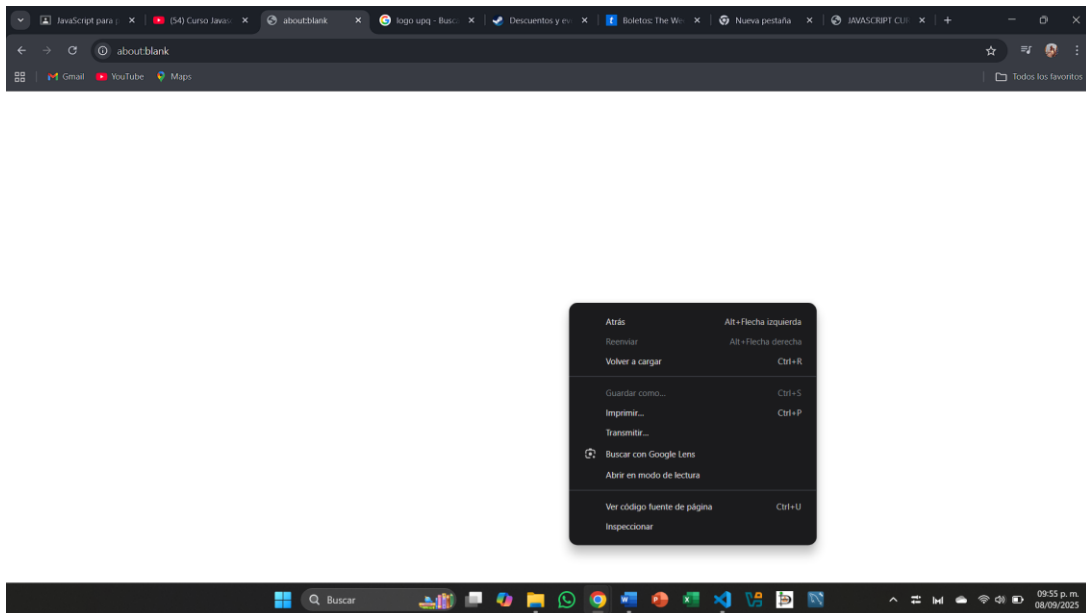 JavaScript para p
(54) Curso Javas
about:blank
logo upq - Busca
Descuentos y ev
Boletos: The We
Nueva pestaña
JAVASCRIPT CUR
about:blank
Gmail
YouTube
Maps
Todos los favoritos
Atrás Alt+Flecha izquierda
Reenviar Alt+Flecha derecha
Volver a cargar Ctrl+R
Guardar como... Ctrl+S
Imprimir... Ctrl+P
Transmitir...
Buscar con Google Lens
Abrir en modo de lectura
Ver código fuente de página Ctrl+U
Inspeccionar
Buscar
09:55 p. m.
08/09/2025